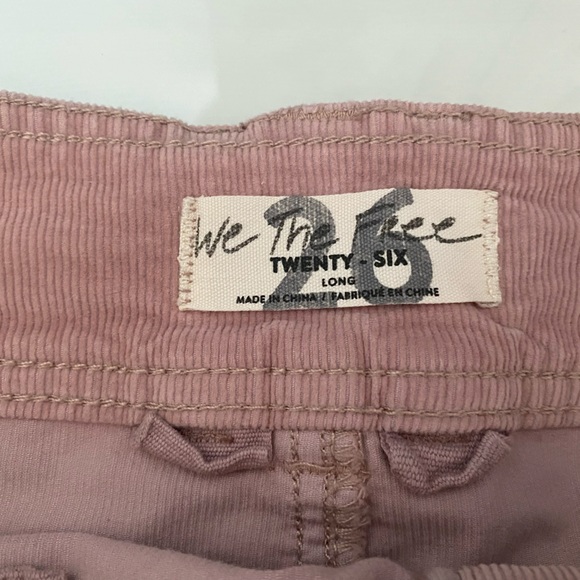 We The Free
26
TWENTY - SIX
LONG
MADE IN CHINA / FABRIQUÉ EN CHINE